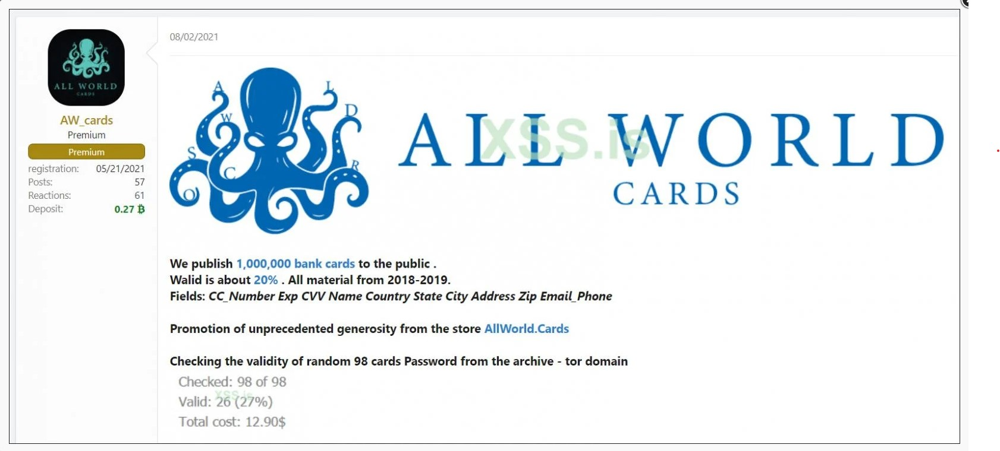 08/02/2021
ALL WORLD
CARDS
AW_cards
Premium
Premium
registration: 05/21/2021
Posts: 57
Reactions: 61
Deposit: 0.27 ₿
A
L
W
D
S
C
R
O
ALL WORLD
CARDS
XSS.is
We publish 1,000,000 bank cards to the public .
Walid is about 20% . All material from 2018-2019.
Fields: CC_Number Exp CVV Name Country State City Address Zip Email_Phone
Promotion of unprecedented generosity from the store AllWorld.Cards
Checking the validity of random 98 cards Password from the archive - tor domain
Checked: 98 of 98
XSS.is
Valid: 26 (27%)
Total cost: 12.90$